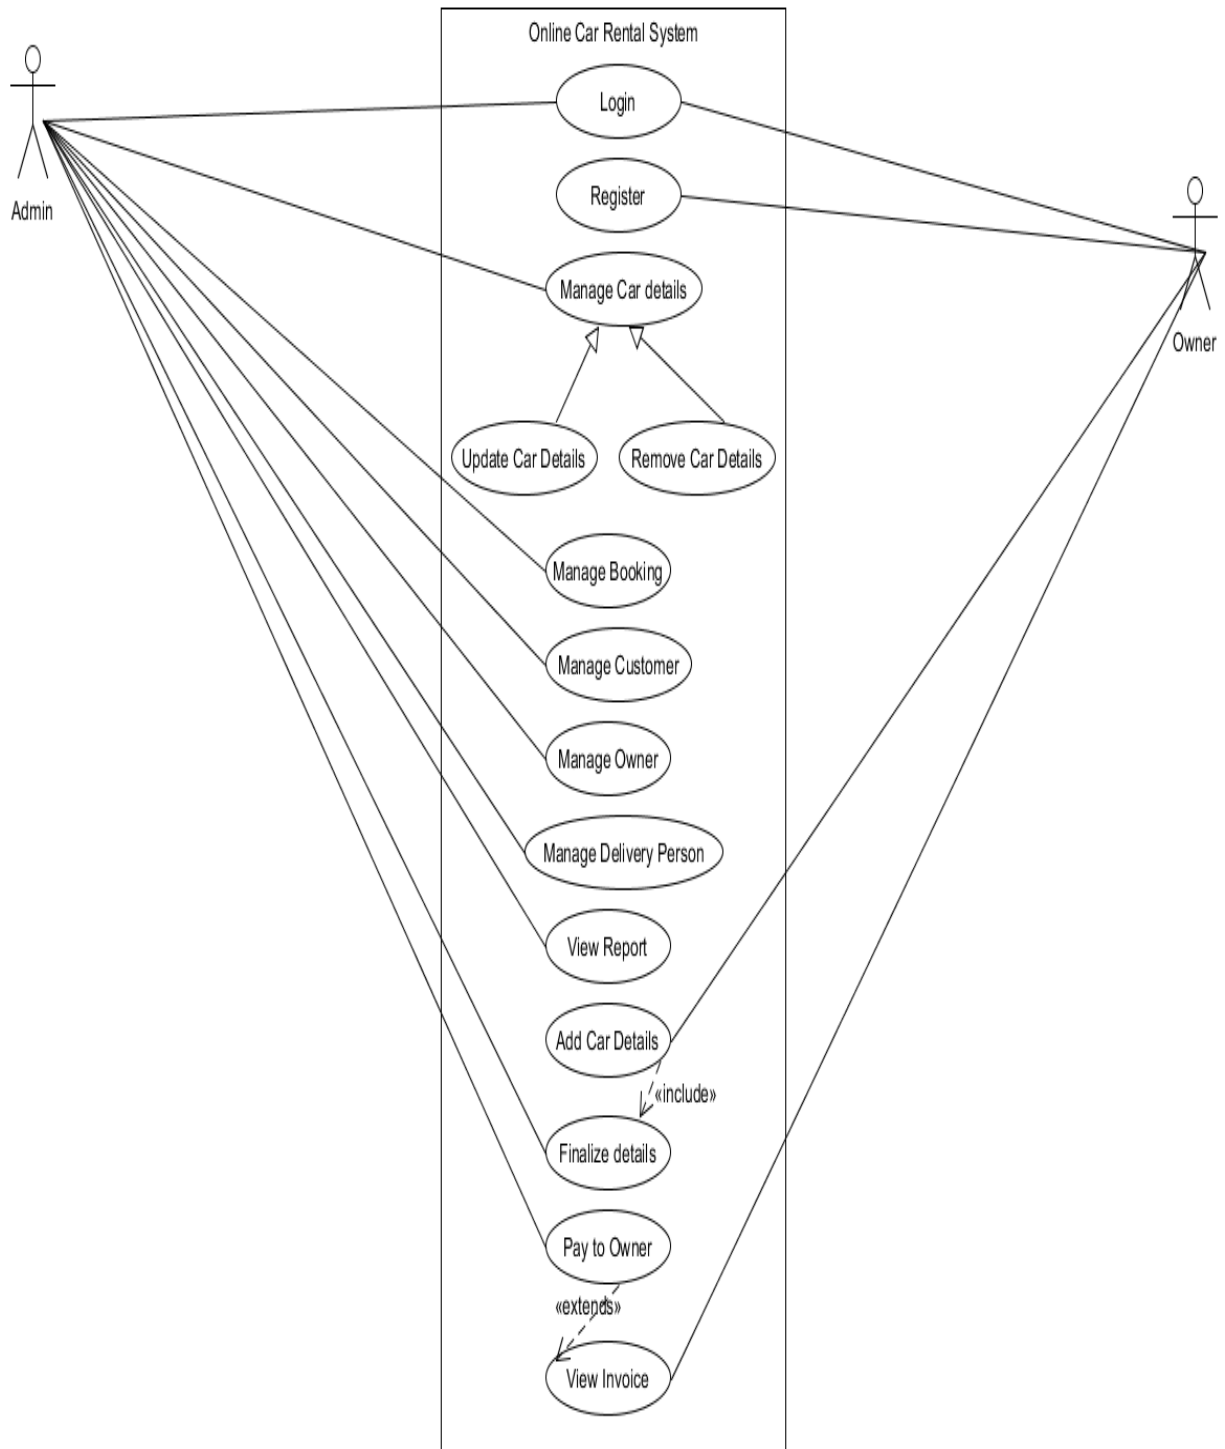 Online Car Rental System
Login
Register
Admin
Manage Car details
Owner
Update Car Details
Remove Car Details
Manage Booking
Manage Customer
Manage Owner
Manage Delivery Person
View Report
Add Car Details
«include»
Finalize details
Pay to Owner
«extends»
View Invoice